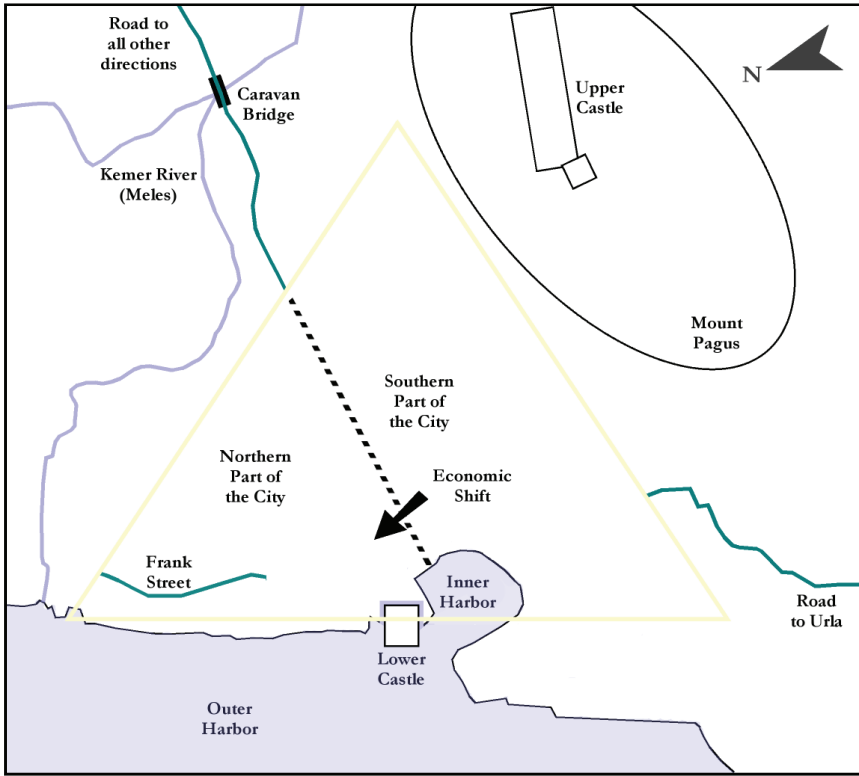 Road to
all other
directions
Caravan
Bridge
Kemer River
(Meles)
Upper
Castle
N
Mount
Pagus
Southern
Part of
the City
Northern
Part of
the City
Economic
Shift
Frank
Street
Inner
Harbor
Road
to Urla
Lower
Castle
Outer
Harbor